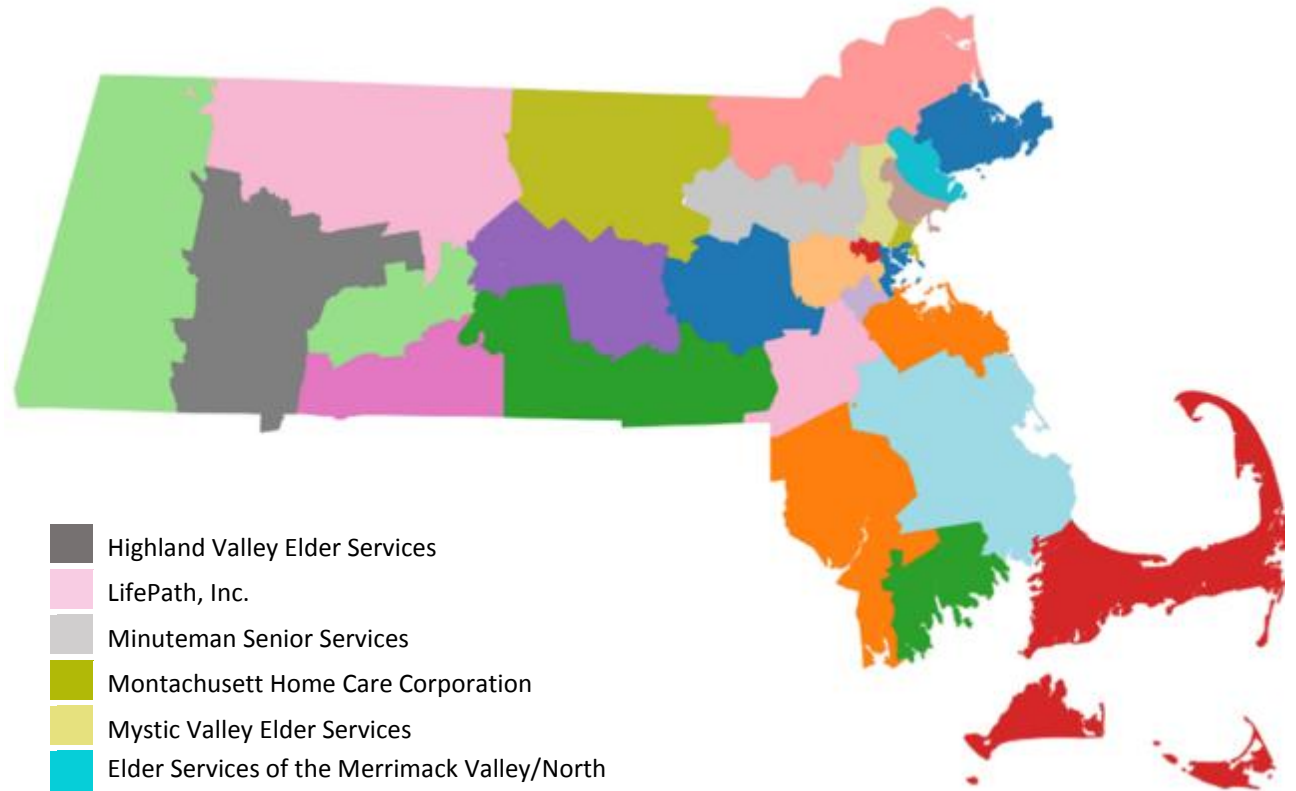 Highland Valley Elder Services
LifePath, Inc.
Minuteman Senior Services
Montachusett Home Care Corporation
Mystic Valley Elder Services
Elder Services of the Merrimack Valley/North